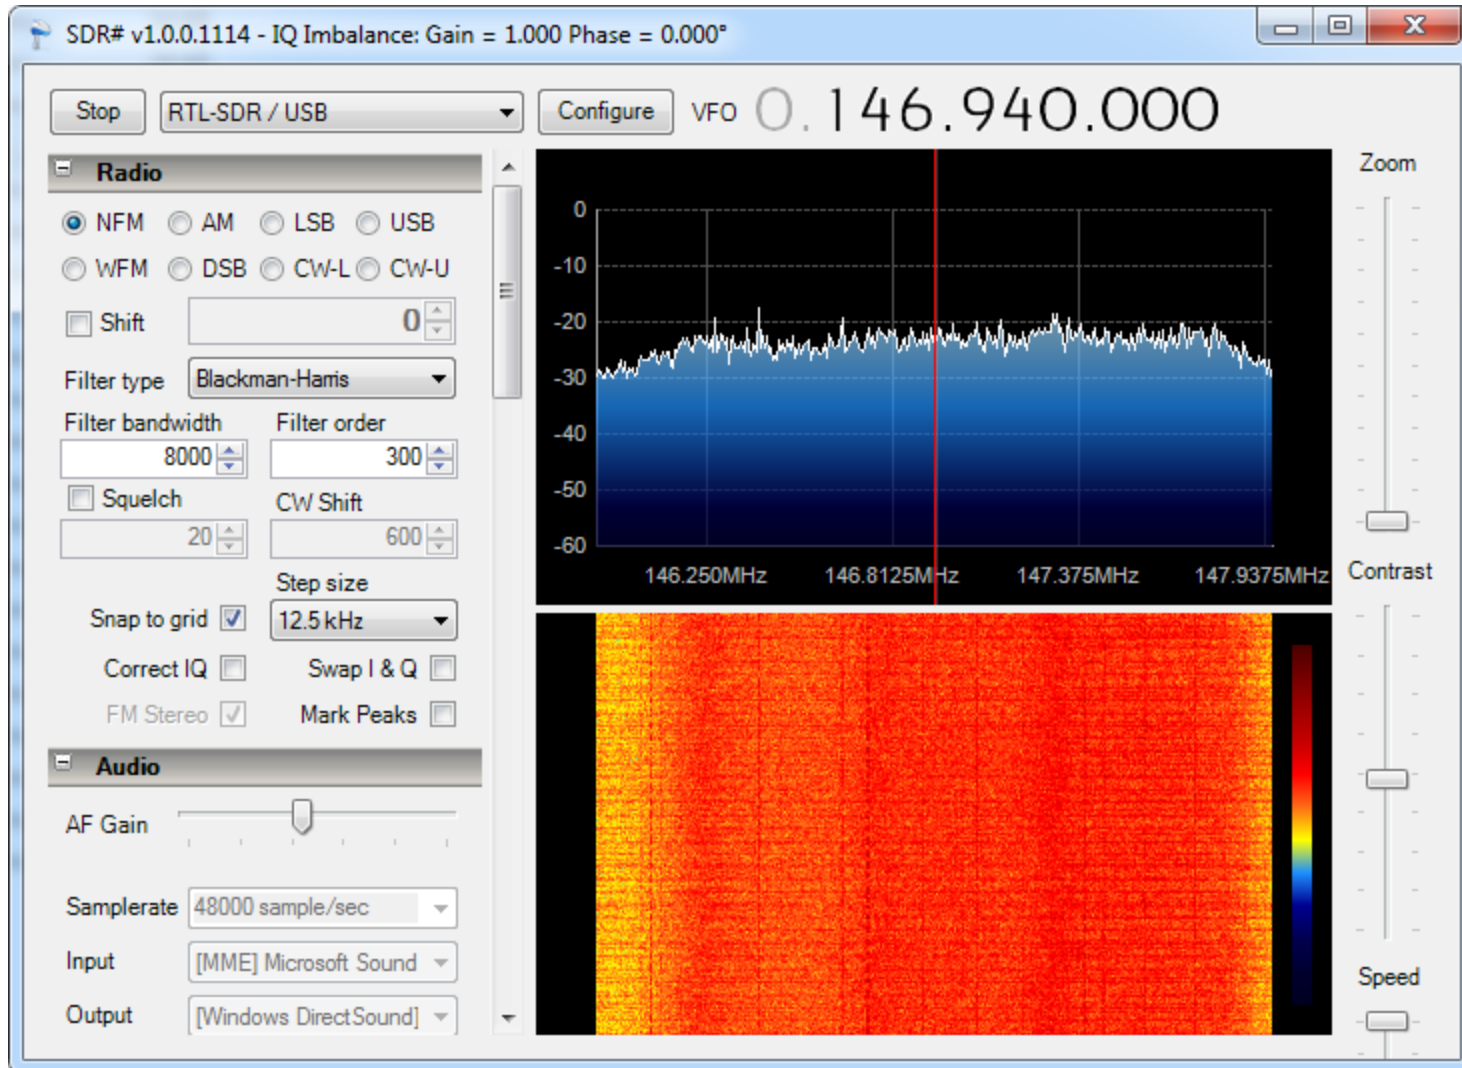 SDR# v1.0.0.1114 - IQ Imbalance: Gain = 1.000 Phase = 0.000°
Stop RTL-SDR / USB Configure VFO 0.146.940.000
Radio
NFM AM LSB USB
WFM DSB CW-L CW-U
Shift 0
Filter type Blackman-Harris
Filter bandwidth Filter order
8000 300
Squelch CW Shift
20 600
Step size
Snap to grid 12.5 kHz
Correct IQ Swap I & Q
FM Stereo Mark Peaks
Audio
AF Gain
Samplerate 48000 sample/sec
Input [MME] Microsoft Sound
Output [Windows DirectSound]
0
-10
-20
-30
-40
-50
-60
146.250MHz 146.8125MHz 147.375MHz 147.9375MHz
Zoom
Contrast
Speed